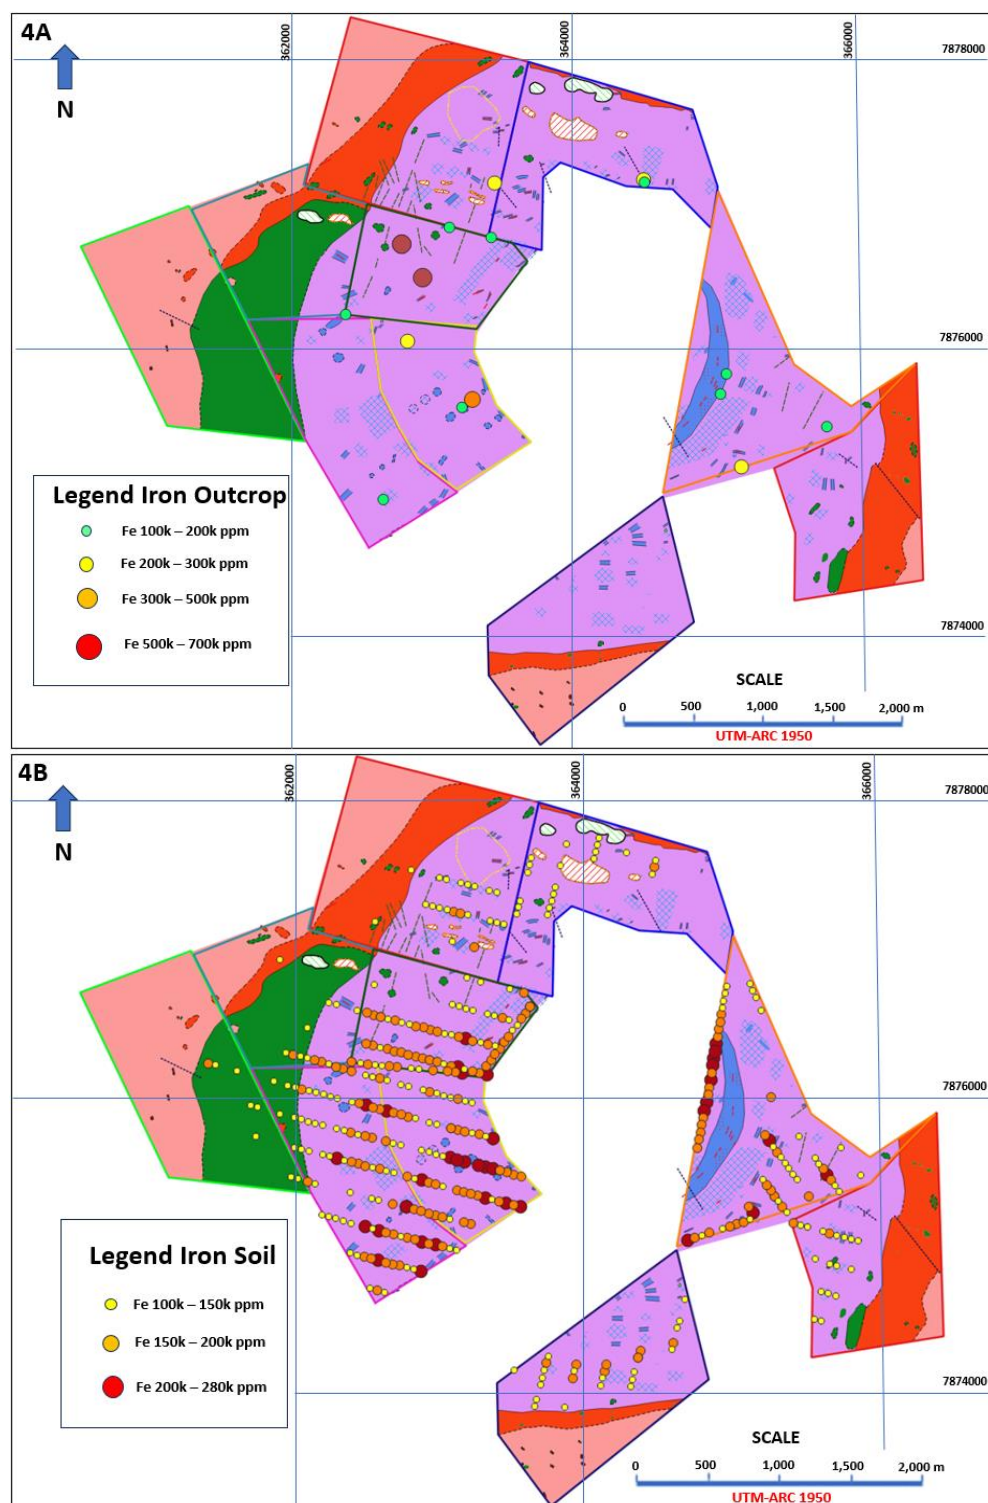 4A
362000
364000
366000
7878000
N
7876000
Legend Iron Outcrop
Fe 100k – 200k ppm
Fe 200k – 300k ppm
Fe 300k – 500k ppm
Fe 500k – 700k ppm
7874000
SCALE
0 500 1,000 1,500 2,000 m
UTM-ARC 1950
4B
362000
364000
366000
7878000
N
7876000
Legend Iron Soil
Fe 100k – 150k ppm
Fe 150k – 200k ppm
Fe 200k – 280k ppm
7874000
SCALE
0 500 1,000 1,500 2,000 m
UTM-ARC 1950